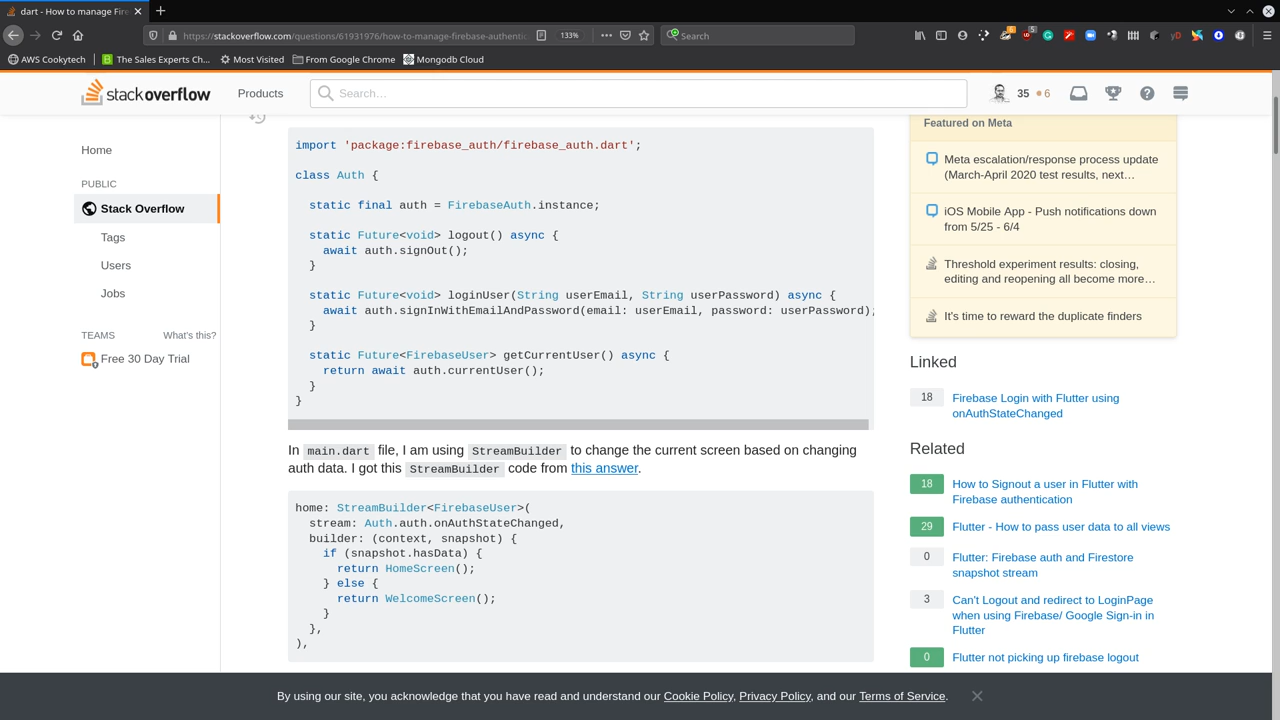 dart - How to manage Fire
https://stackoverflow.com/questions/61931976/how-to-manage-firebase-authentic
133%
Search
AWS Cookytech
The Sales Experts Ch...
Most Visited
From Google Chrome
Mongodb Cloud
stackoverflow
Products
Search…
35
6
Home
PUBLIC
Stack Overflow
Tags
Users
Jobs
TEAMS
What's this?
Free 30 Day Trial
import 'package:firebase_auth/firebase_auth.dart';
class Auth {
static final auth = FirebaseAuth.instance;
static Future<void> logout() async {
await auth.signOut();
}
static Future<void> loginUser(String userEmail, String userPassword) async {
await auth.signInWithEmailAndPassword(email: userEmail, password: userPassword);
}
static Future<FirebaseUser> getCurrentUser() async {
return await auth.currentUser();
}
}
In main.dart file, I am using StreamBuilder to change the current screen based on changing
auth data. I got this StreamBuilder code from this answer.
home: StreamBuilder<FirebaseUser>(
stream: Auth.auth.onAuthStateChanged,
builder: (context, snapshot) {
if (snapshot.hasData) {
return HomeScreen();
} else {
return WelcomeScreen();
}
},
),
Featured on Meta
Meta escalation/response process update
(March-April 2020 test results, next…
iOS Mobile App - Push notifications down
from 5/25 - 6/4
Threshold experiment results: closing,
editing and reopening all become more…
It's time to reward the duplicate finders
Linked
18
Firebase Login with Flutter using
onAuthStateChanged
Related
18
How to Signout a user in Flutter with
Firebase authentication
29
Flutter - How to pass user data to all views
0
Flutter: Firebase auth and Firestore
snapshot stream
3
Can't Logout and redirect to LoginPage
when using Firebase/ Google Sign-in in
Flutter
0
Flutter not picking up firebase logout
By using our site, you acknowledge that you have read and understand our Cookie Policy, Privacy Policy, and our Terms of Service.